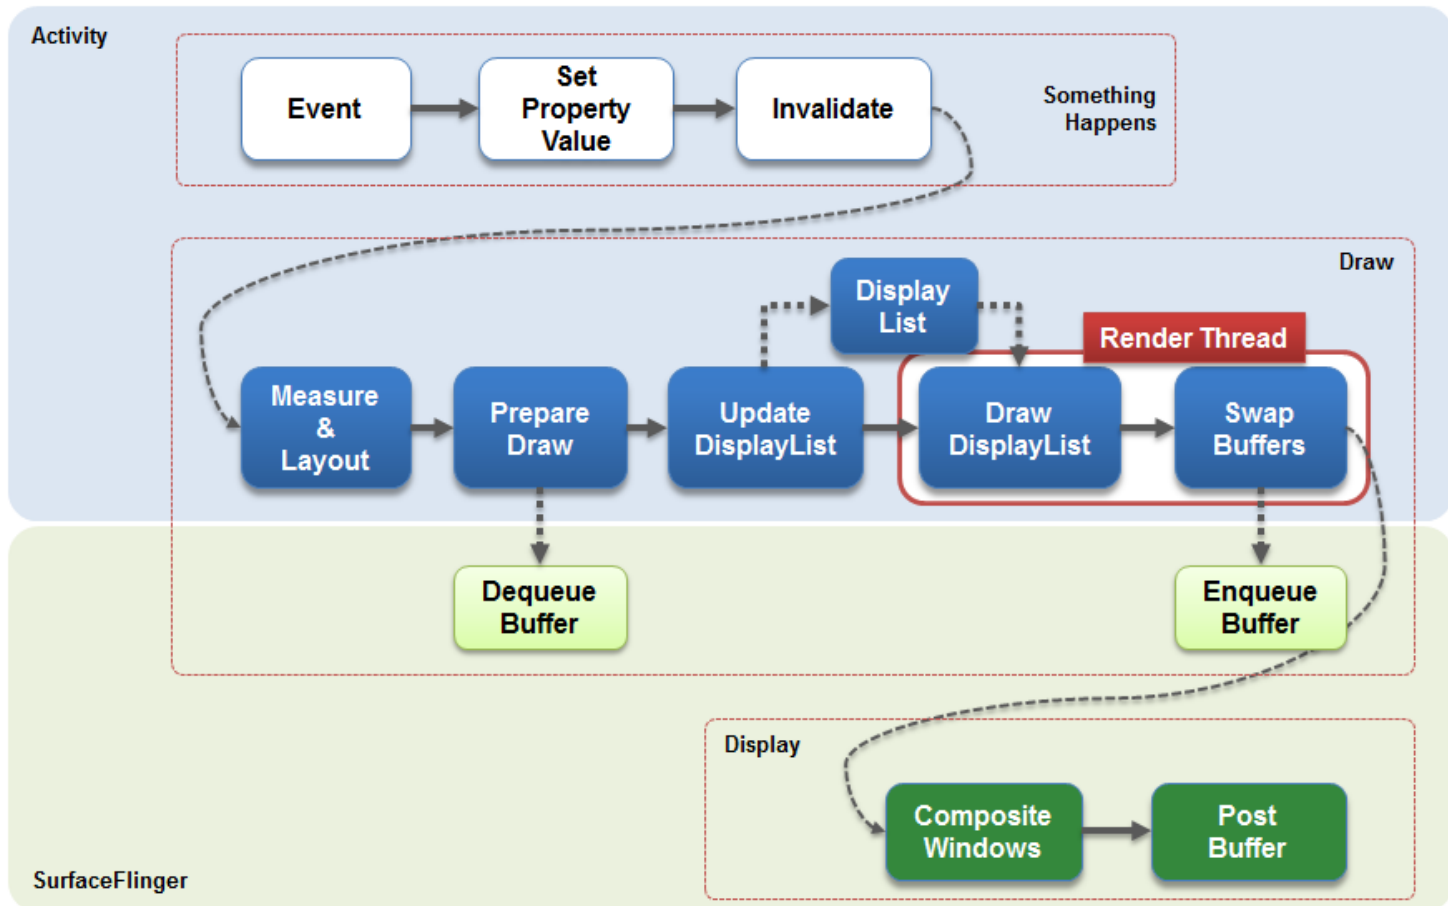 Activity
Event
Set
Property
Value
Invalidate
Something
Happens
Draw
Display
List
Render Thread
Measure
&
Layout
Prepare
Draw
Update
DisplayList
Draw
DisplayList
Swap
Buffers
Dequeue
Buffer
Enqueue
Buffer
Display
Composite
Windows
Post
Buffer
SurfaceFlinger